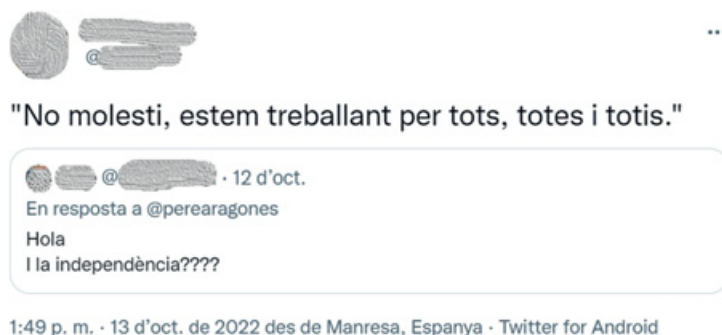 @
"No molesti, estem treballant per tots, totes i totis."
@ · 12 d'oct.
En resposta a @perearagones
Hola
I la independència????
1:49 p. m. · 13 d'oct. de 2022 des de Manresa, Espanya · Twitter for Android